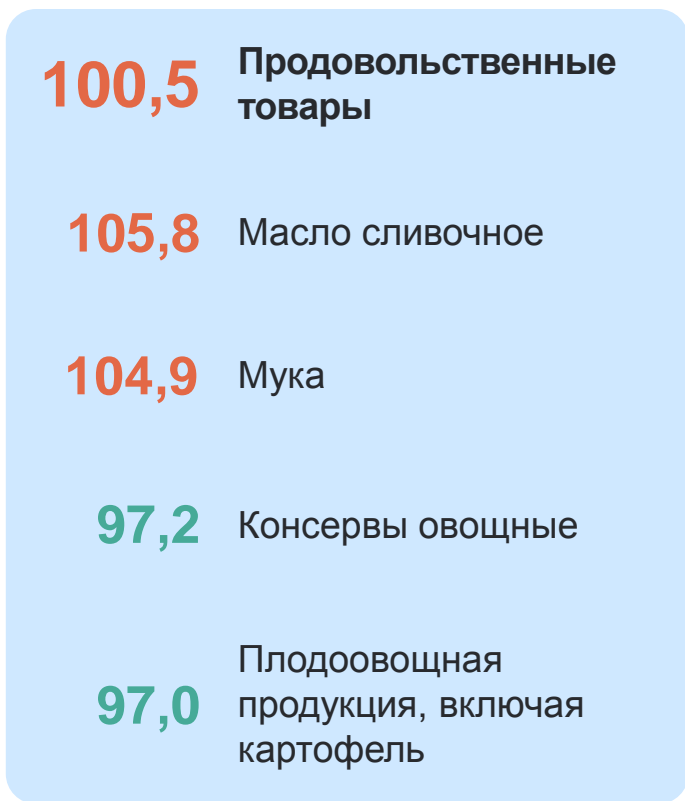 100,5 Продовольственные
товары
105,8 Масло сливочное
104,9 Мука
97,2 Консервы овощные
Плодоовощная
97,0 продукция, включая
картофель